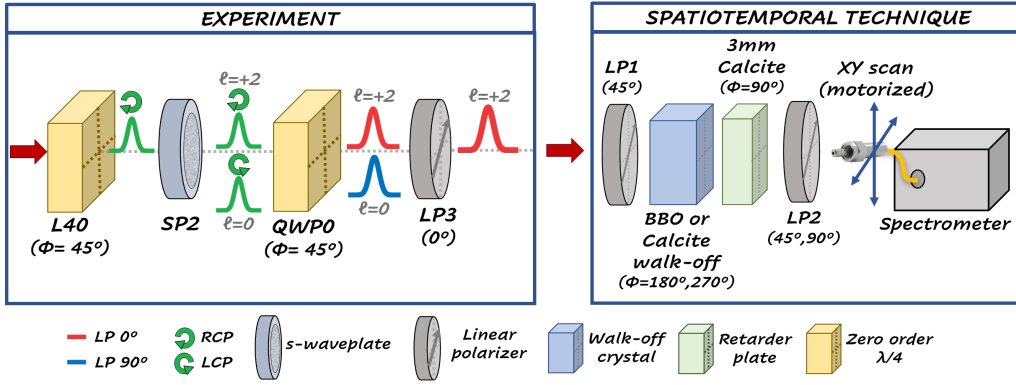 EXPERIMENT
ℓ=+2
ℓ=+2
ℓ=+2
ℓ=0
ℓ=0
L40
(Φ= 45º)
SP2
QWP0
(Φ= 45º)
LP3
(0º)
SPATIOTEMPORAL TECHNIQUE
LP1
(45º)
3mm
Calcite
(Φ=90º)
XY scan
(motorized)
BBO or
Calcite
walk-off
(Φ=180º,270º)
LP2
(45º,90º)
Spectrometer
LP 0º
LP 90º
RCP
LCP
s-waveplate
Linear
polarizer
Walk-off
crystal
Retarder
plate
Zero order
λ/4